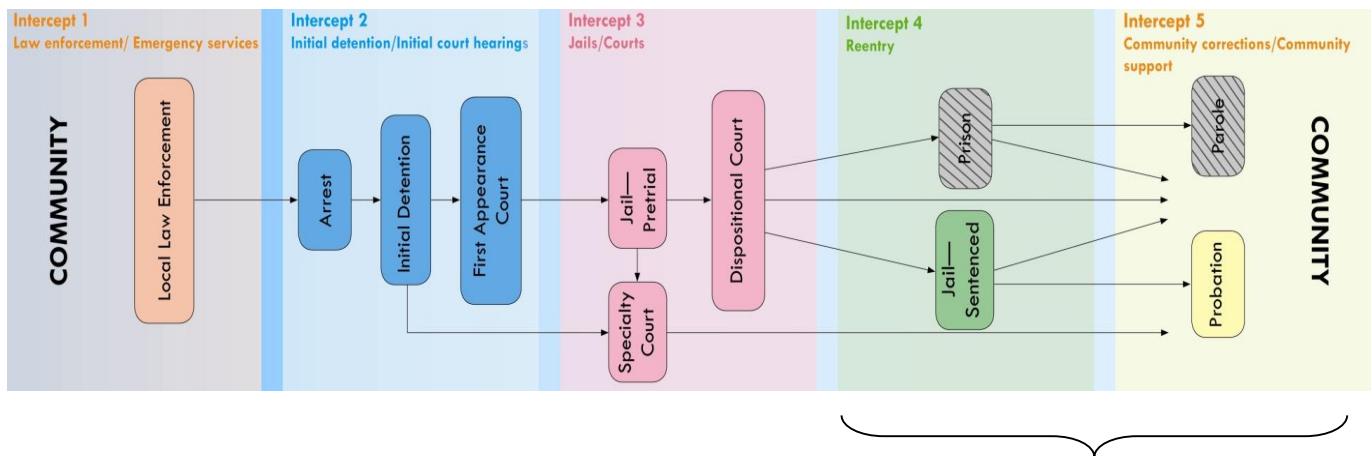 Intercept 1
Law enforcement/ Emergency services
Intercept 2
Initial detention/Initial court hearings
Intercept 3
Jails/Courts
Intercept 4
Reentry
Intercept 5
Community corrections/Community
support
COMMUNITY
Local Law Enforcement
Arrest
Initial Detention
First Appearance
Court
Jail—
Pretrial
Specialty
Court
Dispositional Court
Prison
Jail—
Sentenced
Parole
Probation
COMMUNITY